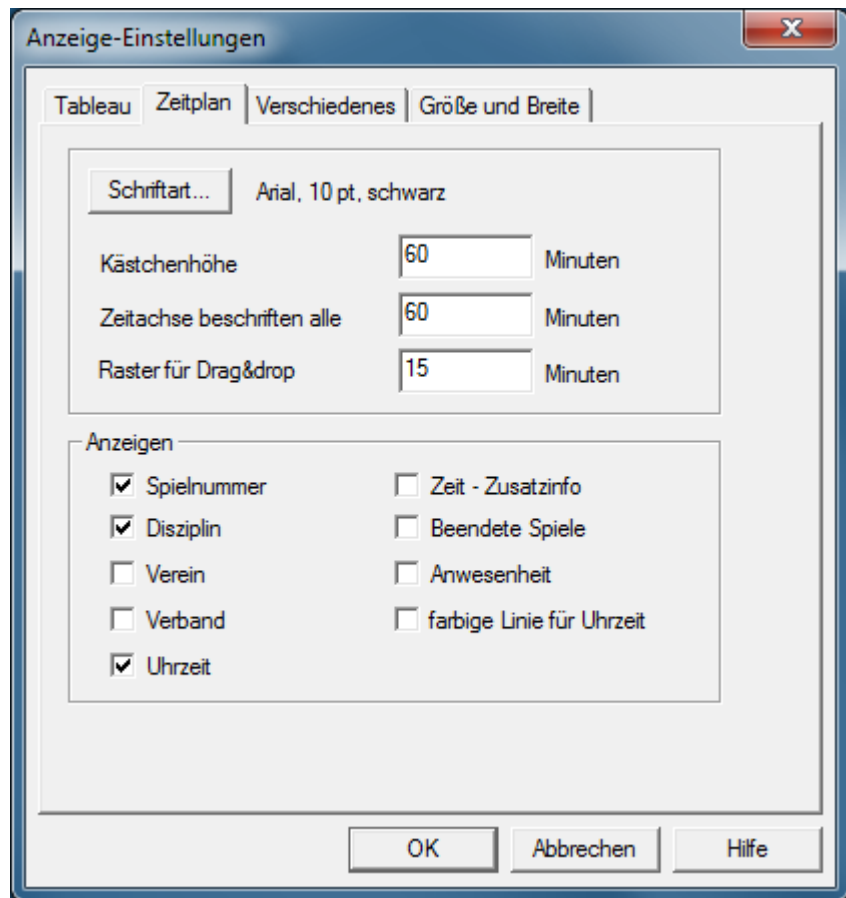 Anzeige-Einstellungen
Tableau Zeitplan Verschiedenes Größe und Breite
Schriftart... Arial, 10 pt, schwarz
Kästchenhöhe 60 Minuten
Zeitachse beschriften alle 60 Minuten
Raster für Drag&drop 15 Minuten
Anzeigen
Spielnummer Zeit - Zusatzinfo
Disziplin Beendete Spiele
Verein Anwesenheit
Verband farbige Linie für Uhrzeit
Uhrzeit
OK Abbrechen Hilfe